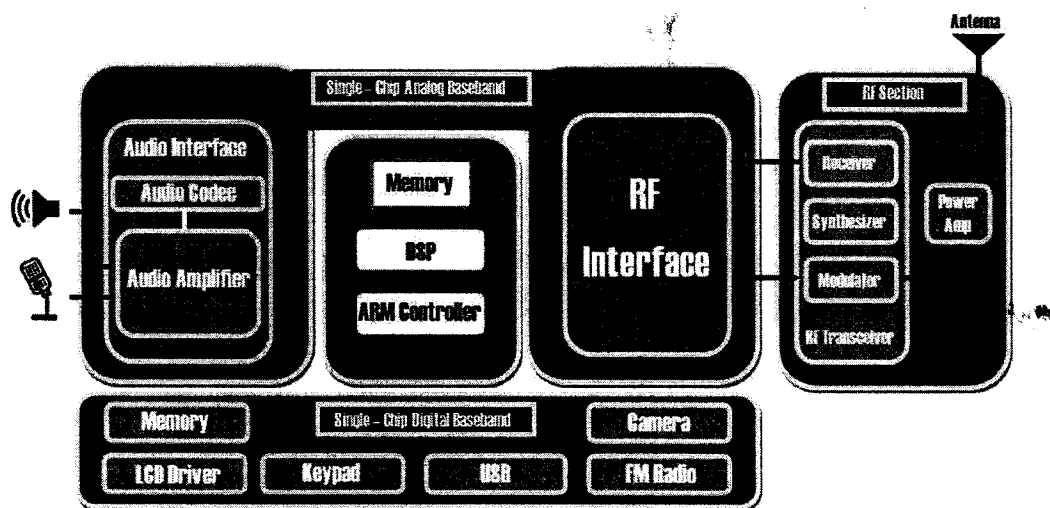 Antenna
Single - Chip Analog Baseband
RF Section
Audio Interface
Audio Codec
Audio Amplifier
Memory
DSP
ARM Controller
RF
Interface
Receiver
Synthesizer
Modulator
RF Transceiver
Power
Amp
Single - Chip Digital Baseband
Memory
Camera
LCD Driver
Keypad
USB
FM Radio